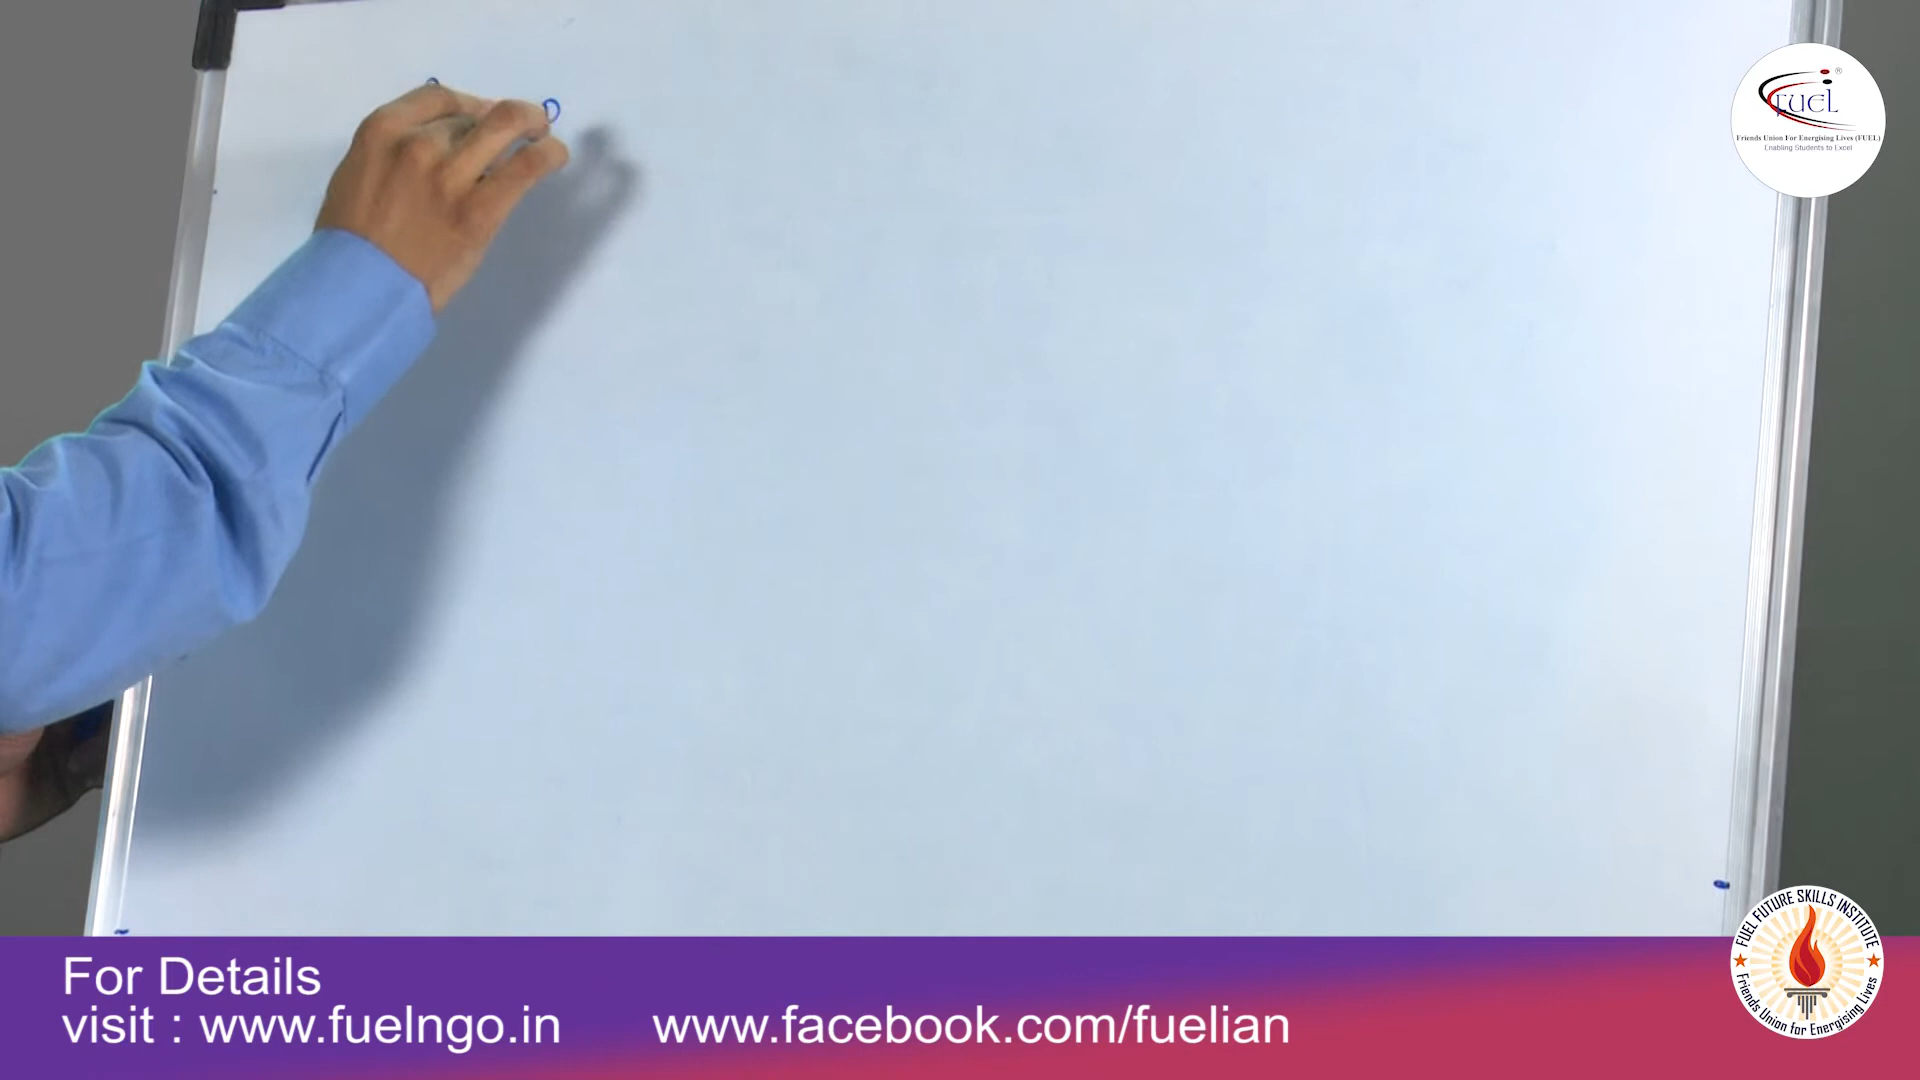 FUEL
Friends Union For Energising Lives (FUEL)
Enabling Students to Excel
FUEL FUTURE SKILLS INSTITUTE
Friends Union for Energising Lives
For Details
visit : www.fuelngo.in
www.facebook.com/fuelian